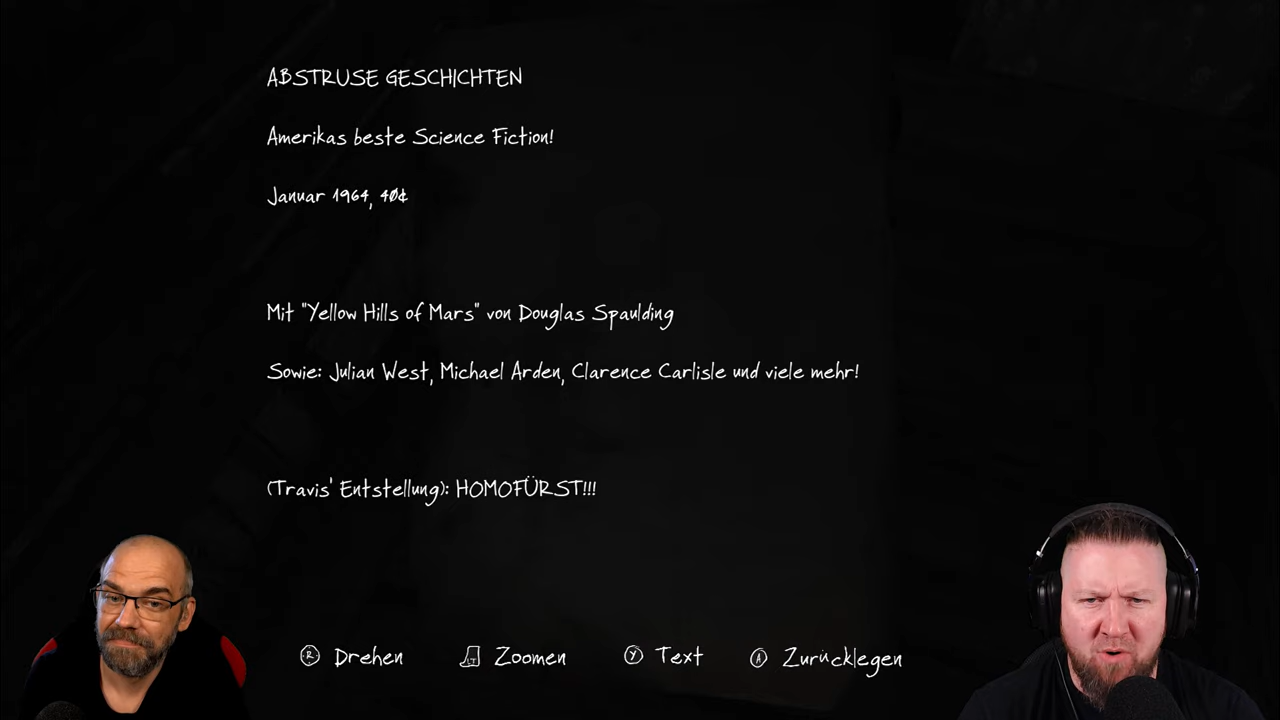 ABSTRUSE GESCHICHTEN
Amerikas beste Science Fiction!
Januar 1964, 40¢
Mit "Yellow Hills of Mars" von Douglas Spaulding
Sowie: Julian West, Michael Arden, Clarence Carlisle und viele mehr!
(Travis' Entstellung): HOMOFÜRST!!!
R Drehen LT Zoomen Y Text A Zurücklegen